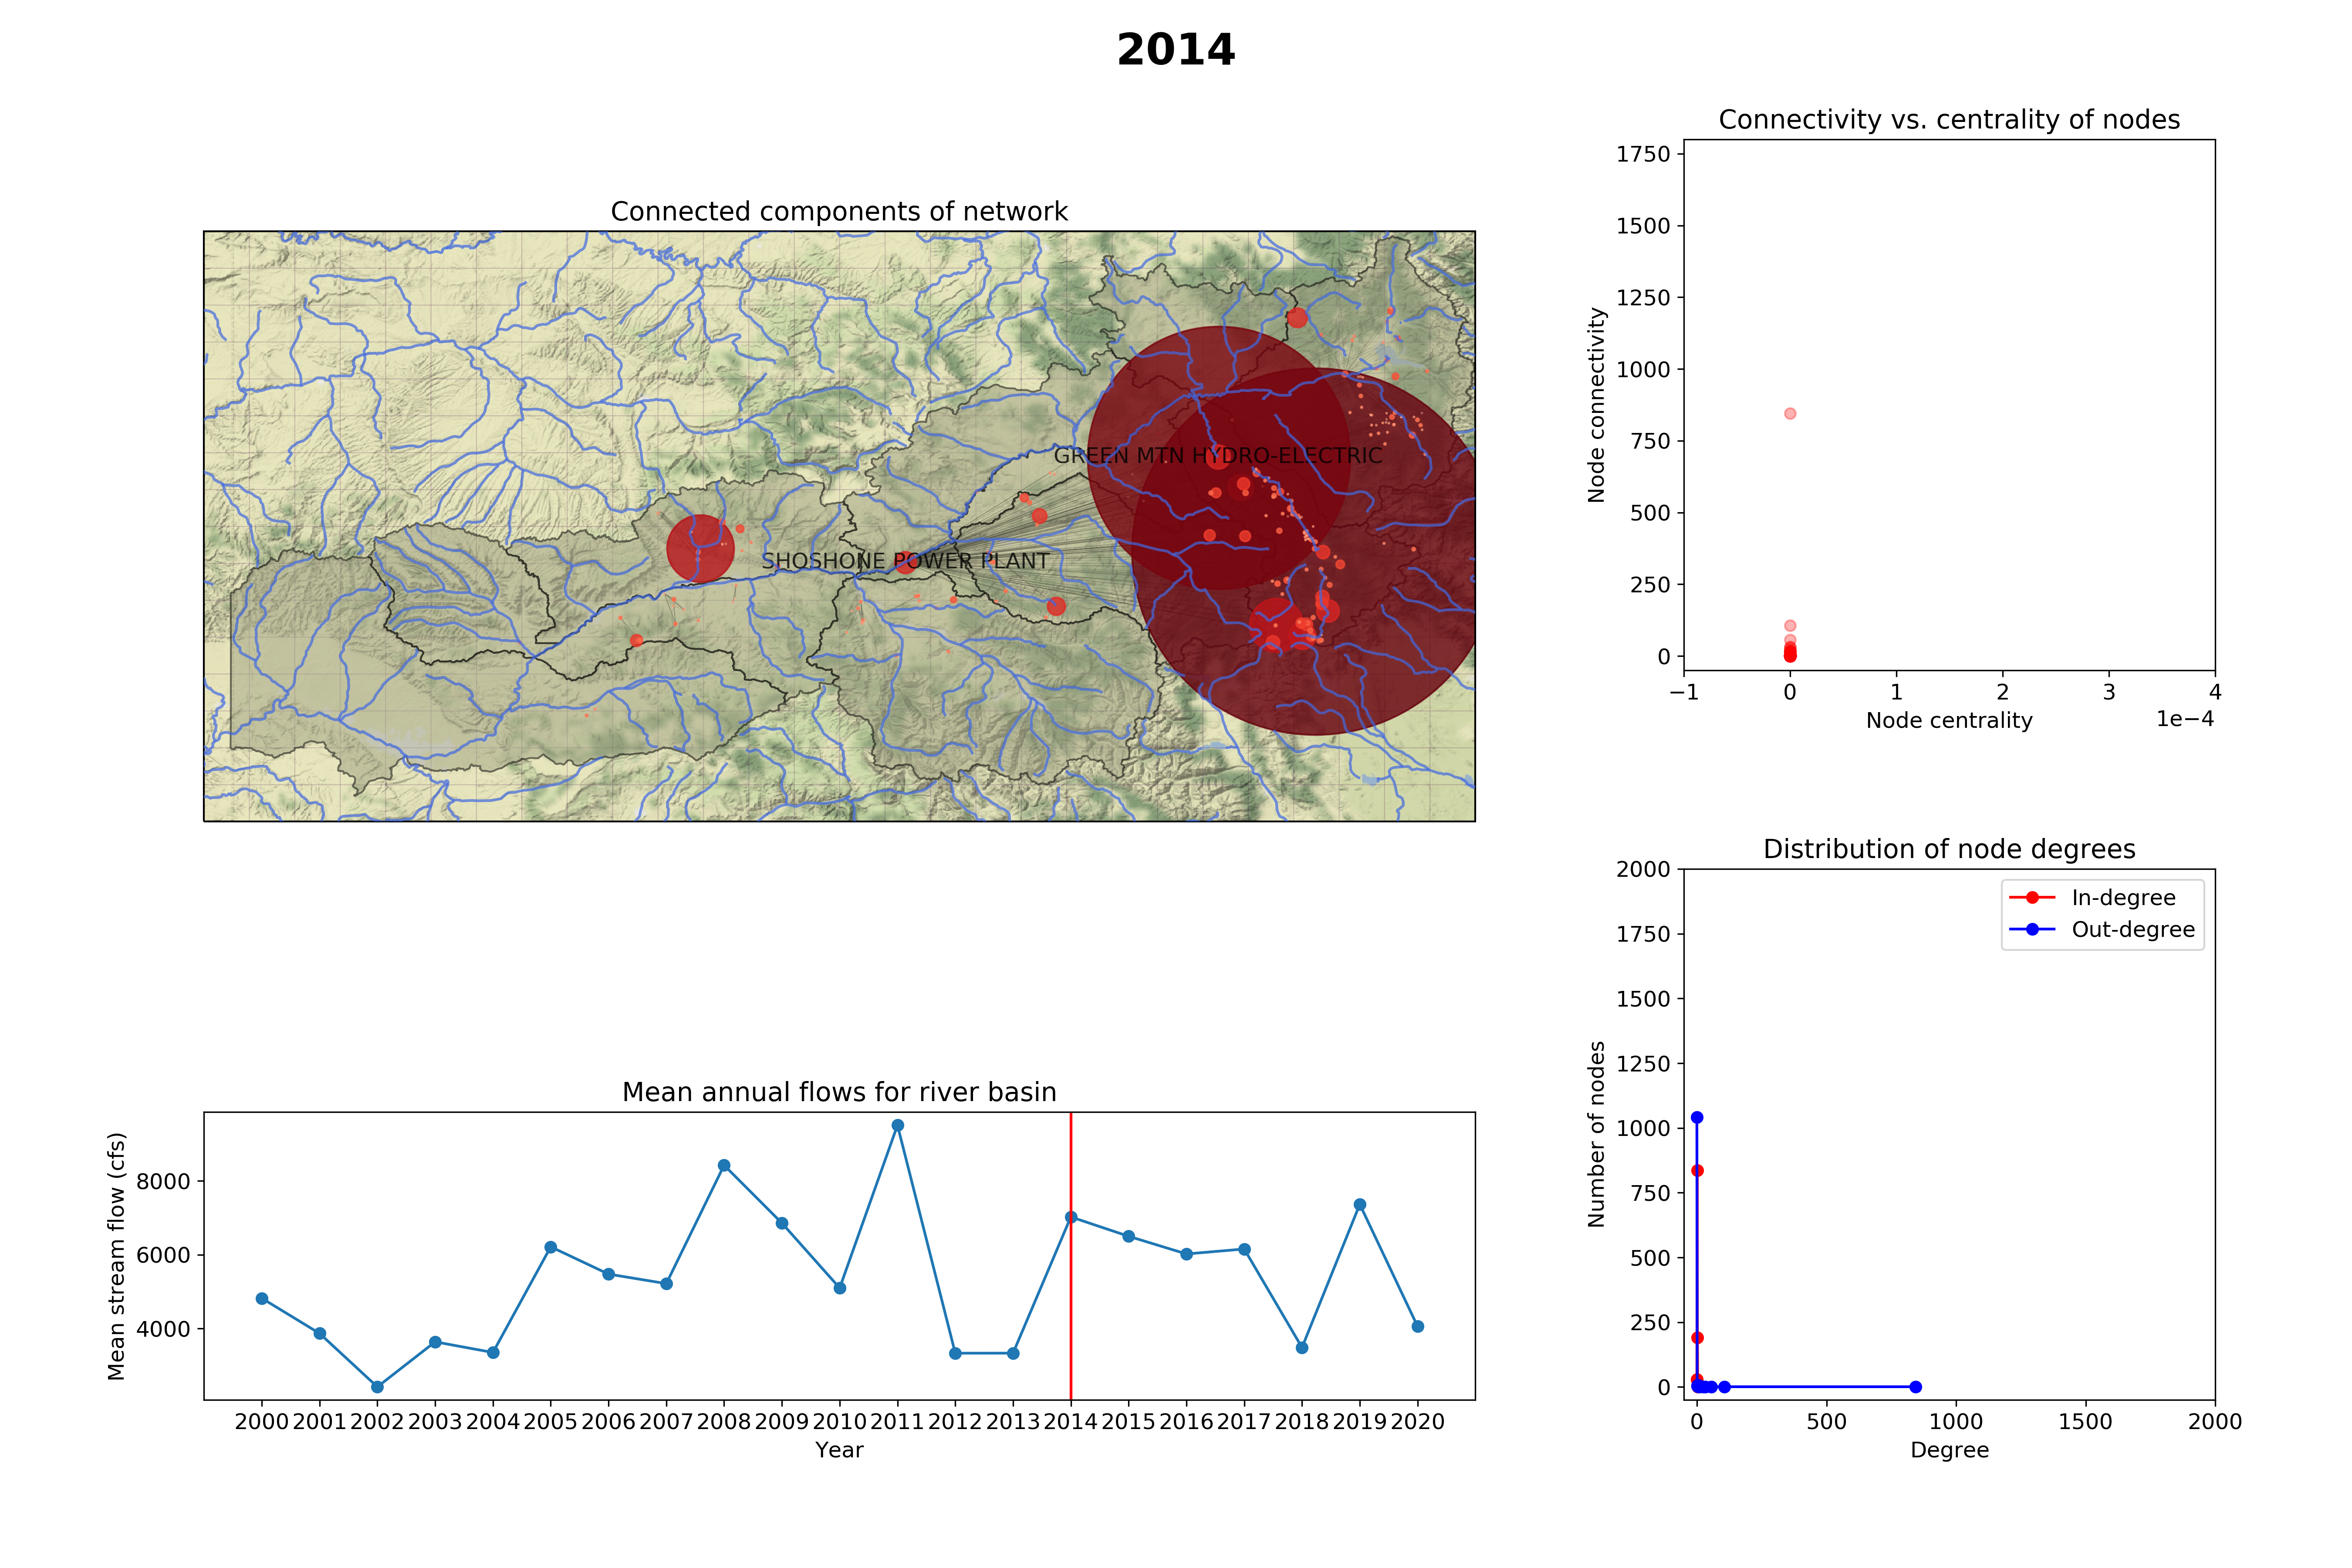 2014
Connected components of network
GREEN MTN HYDRO-ELECTRIC
SHOSHONE POWER PLANT
Connectivity vs. centrality of nodes
Node connectivity
1750
1500
1250
1000
750
500
250
0
−1 0 1 2 3 4
Node centrality
1e−4
Mean annual flows for river basin
Mean stream flow (cfs)
8000
6000
4000
2000 2001 2002 2003 2004 2005 2006 2007 2008 2009 2010 2011 2012 2013 2014 2015 2016 2017 2018 2019 2020
Year
Distribution of node degrees
Number of nodes
2000
1750
1500
1250
1000
750
500
250
0
In-degree
Out-degree
0 500 1000 1500 2000
Degree